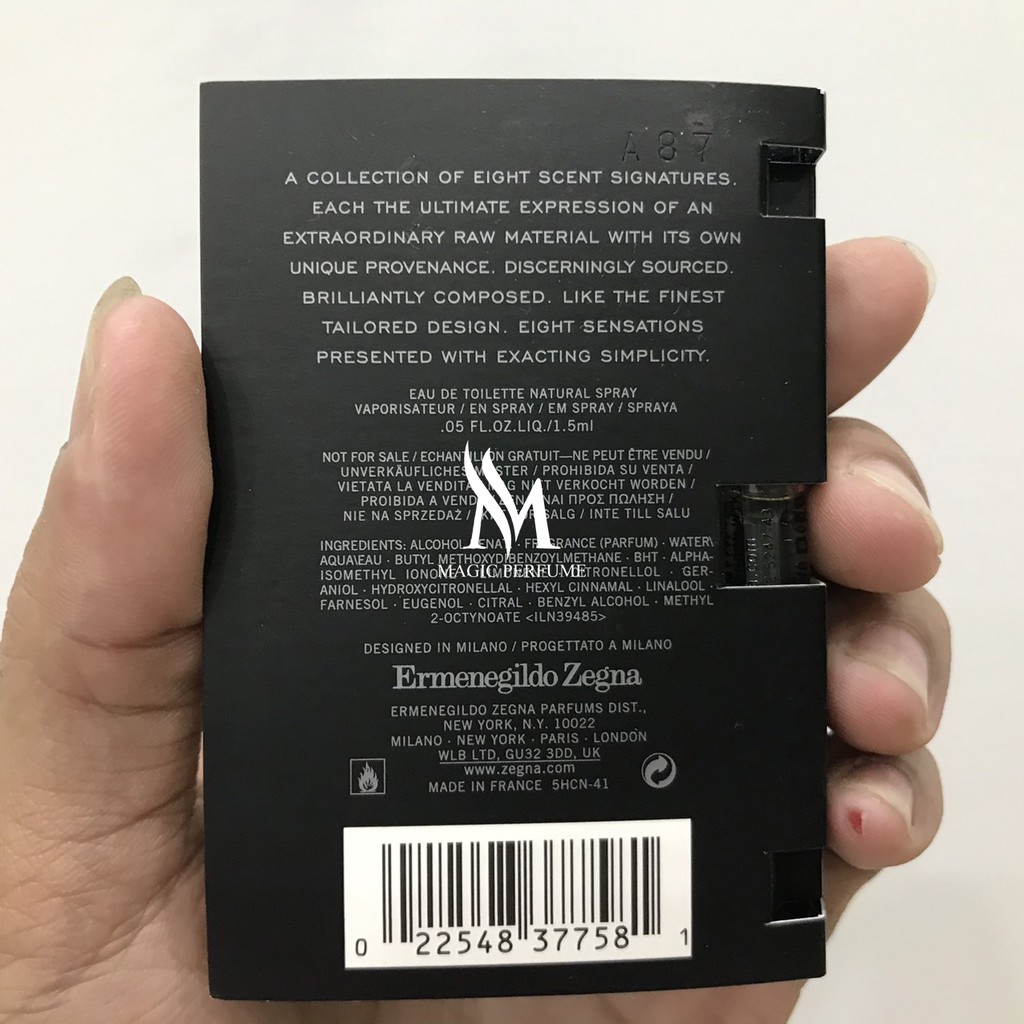 A87
A COLLECTION OF EIGHT SCENT SIGNATURES.
EACH THE ULTIMATE EXPRESSION OF AN
EXTRAORDINARY RAW MATERIAL WITH ITS OWN
UNIQUE PROVENANCE. DISCERNINGLY SOURCED.
BRILLIANTLY COMPOSED. LIKE THE FINEST
TAILORED DESIGN. EIGHT SENSATIONS
PRESENTED WITH EXACTING SIMPLICITY.
EAU DE TOILETTE NATURAL SPRAY
VAPORISATEUR / EN SPRAY / EM SPRAY / SPRAYA
.05 FL.OZ.LIQ./1.5ml
NOT FOR SALE / ECHANTILLON GRATUIT—NE PEUT ÊTRE VENDU /
UNVERKÄUFLICHES / PROHIBIDA SU VENTA /
VIETATA LA VENDITA VERKOCHT WORDEN /
PROIBIDA A ΠΡΟΣ ΠΩΛΗΣΗ /
NIE NA SPRZEDAŻ / SALG / INTE TILL SALU
INGREDIENTS: ALCOHOL FRAGRANCE (PARFUM) · WATER\
AQUA\EAU · BUTYL METHOXYDIBENZOYLMETHANE · BHT · ALPHA-
ISOMETHYL CITRONELLOL · GER-
ANIOL · HYDROXYCITRONELLAL · HEXYL CINNAMAL · LINALOOL ·
FARNESOL · EUGENOL · CITRAL · BENZYL ALCOHOL · METHYL
2-OCTYNOATE <ILN39485>
MAGIC PERFUME
DESIGNED IN MILANO / PROGETTATO A MILANO
Ermenegildo Zegna
ERMENEGILDO ZEGNA PARFUMS DIST.,
NEW YORK, N.Y. 10022
MILANO · NEW YORK · PARIS · LONDON
WLB LTD, GU32 3DD, UK
www.zegna.com
MADE IN FRANCE 5HCN-41
0 22548 37758 1